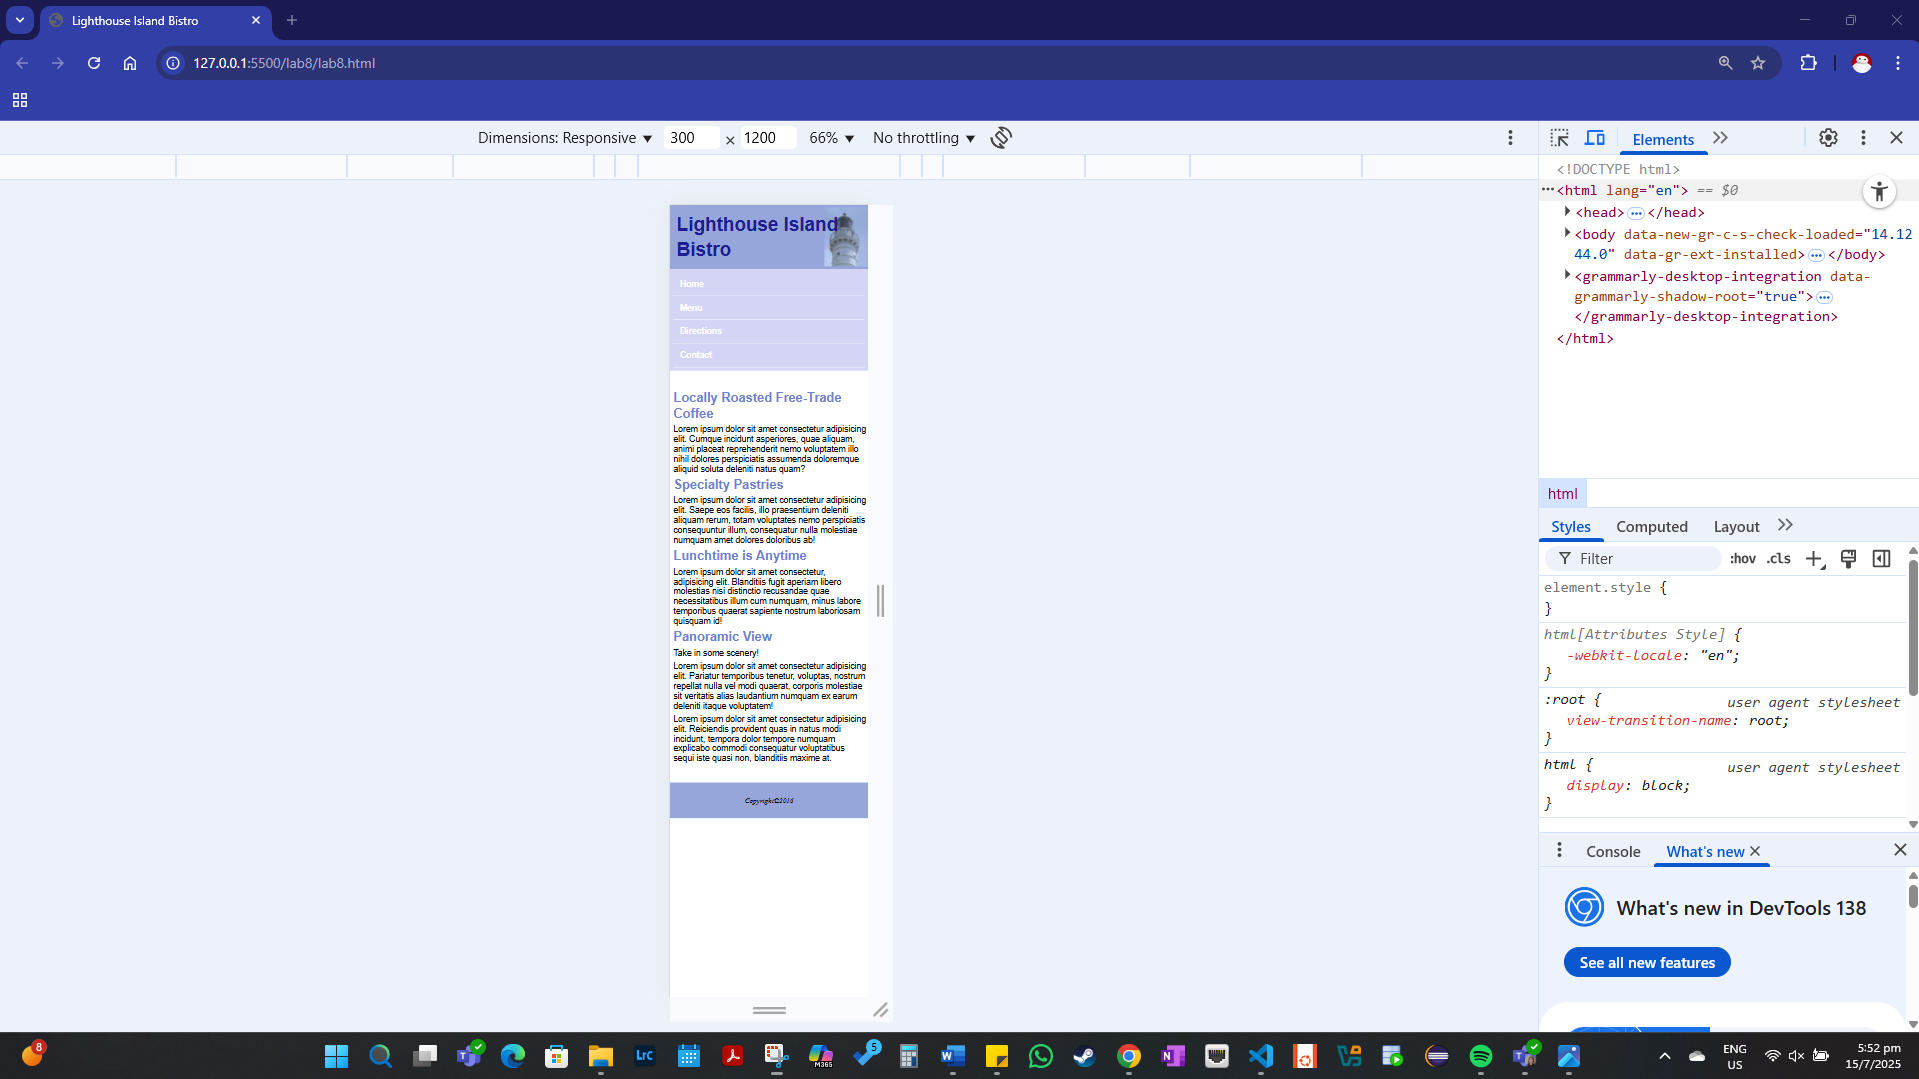 Lighthouse Island Bistro
127.0.0.1:5500/lab8/lab8.html
Dimensions: Responsive 300 × 1200 66% No throttling
Elements
<!DOCTYPE html>
<html lang="en"> == $0
<head>…</head>
<body data-new-gr-c-s-check-loaded="14.12
44.0" data-gr-ext-installed>…</body>
<grammarly-desktop-integration data-
grammarly-shadow-root="true">…
</grammarly-desktop-integration>
</html>
Lighthouse Island
Bistro
Home
Menu
Directions
Contact
Locally Roasted Free-Trade
Coffee
Lorem ipsum dolor sit amet consectetur adipisicing
elit. Cumque incidunt asperiores, quae aliquam,
animi placeat reprehenderit nemo voluptatem illo
nihil dolores perspiciatis assumenda doloremque
aliquid soluta deleniti natus quam?
Specialty Pastries
Lorem ipsum dolor sit amet consectetur adipisicing
elit. Saepe eos facilis, illo praesentium deleniti
aliquam rerum, totam voluptates nemo perspiciatis
consequuntur illum, consequatur nulla molestiae
numquam amet dolores doloribus ab!
Lunchtime is Anytime
Lorem ipsum dolor sit amet consectetur,
adipisicing elit. Blanditiis fugit aperiam libero
molestias nisi distinctio recusandae quae
necessitatibus illum cum numquam, minus labore
temporibus quaerat sapiente nostrum laboriosam
quisquam id!
Panoramic View
Take in some scenery!
Lorem ipsum dolor sit amet consectetur adipisicing
elit. Pariatur temporibus tenetur, voluptas, nostrum
repellat nulla vel modi quaerat, corporis molestiae
sit veritatis alias laudantium numquam ex earum
deleniti itaque voluptatem!
Lorem ipsum dolor sit amet consectetur adipisicing
elit. Reiciendis provident quas in natus modi
incidunt, tempora dolor tempore numquam
explicabo commodi consequatur voluptatibus
sequi iste quasi non, blanditiis maxime at.
Copyright©2016
html
Styles Computed Layout
Filter :hov .cls
element.style {
}
html[Attributes Style] {
-webkit-locale: "en";
}
:root { user agent stylesheet
view-transition-name: root;
}
html { user agent stylesheet
display: block;
}
Console What's new
What's new in DevTools 138
See all new features
8
Lrc
M365
5
ENG
US
5:52 pm
15/7/2025